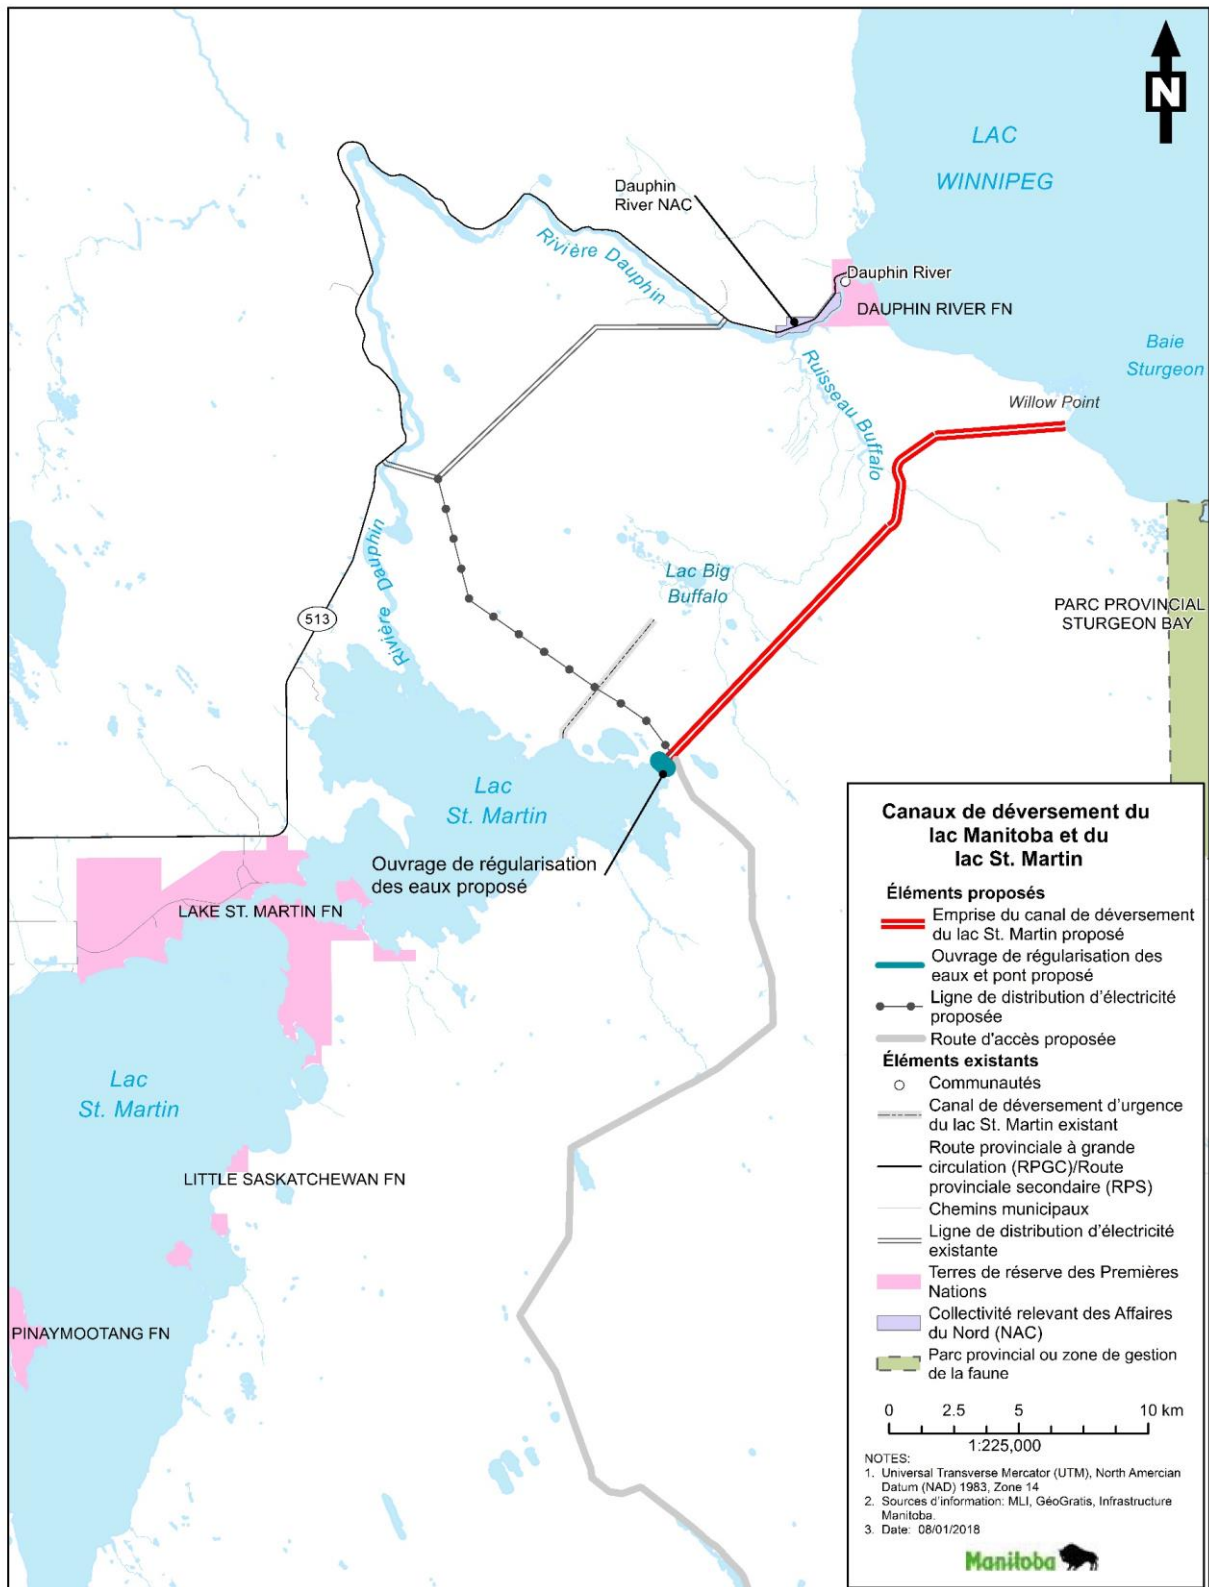 N
LAC
WINNIPEG
Dauphin
River NAC
Rivière Dauphin
Dauphin River
DAUPHIN RIVER FN
Baie
Sturgeon
Ruisseau Buffalo
Willow Point
Rivière Dauphin
Lac Big
Buffalo
PARC PROVINCIAL
STURGEON BAY
513
Lac
St. Martin
Ouvrage de régularisation
des eaux proposé
LAKE ST. MARTIN FN
Lac
St. Martin
LITTLE SASKATCHEWAN FN
PINAYMOOTANG FN
Canaux de déversement du
lac Manitoba et du
lac St. Martin
Éléments proposés
Emprise du canal de déversement
du lac St. Martin proposé
Ouvrage de régularisation des
eaux et pont proposé
Ligne de distribution d'électricité
proposée
Route d'accès proposée
Éléments existants
Communautés
Canal de déversement d'urgence
du lac St. Martin existant
Route provinciale à grande
circulation (RPGC)/Route
provinciale secondaire (RPS)
Chemins municipaux
Ligne de distribution d'électricité
existante
Terres de réserve des Premières
Nations
Collectivité relevant des Affaires
du Nord (NAC)
Parc provincial ou zone de gestion
de la faune
0 2.5 5 10 km
1:225,000
NOTES:
1. Universal Transverse Mercator (UTM), North Amercian
Datum (NAD) 1983, Zone 14
2. Sources d'information: MLI, GéoGratis, Infrastructure
Manitoba.
3. Date: 08/01/2018
Manitoba